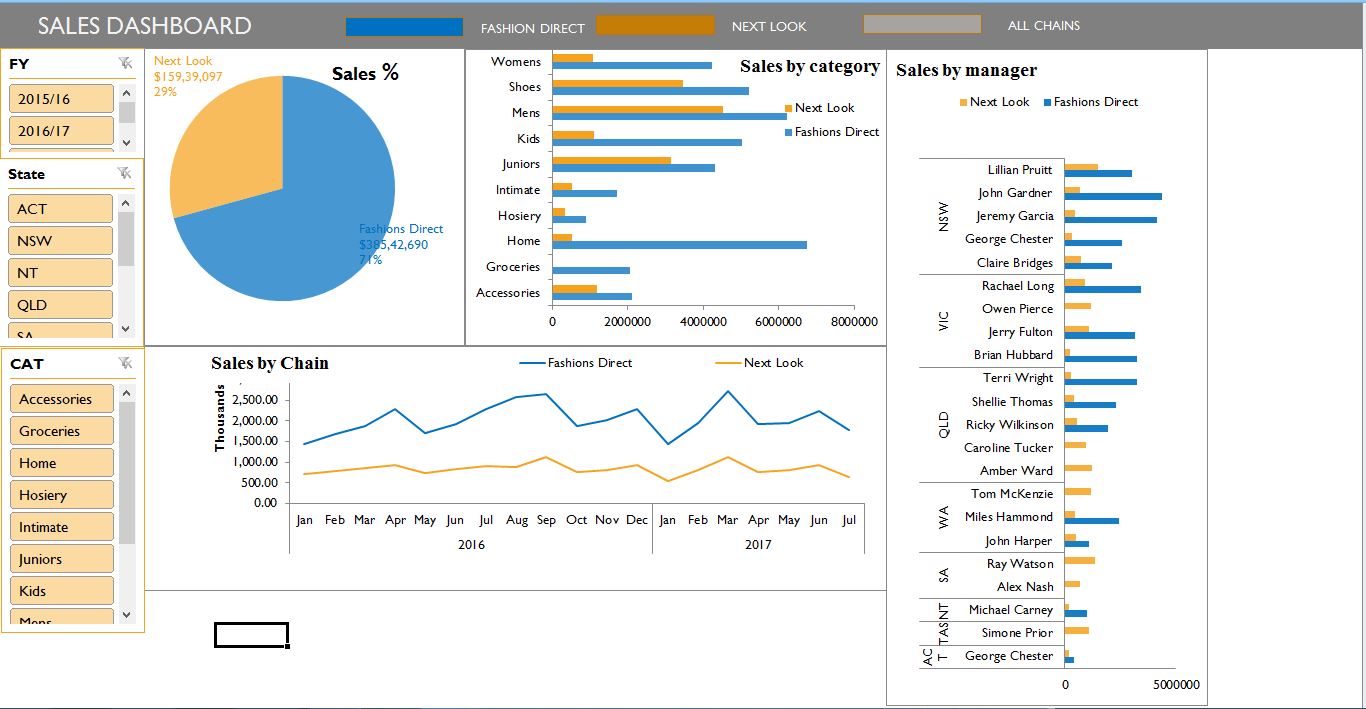 SALES DASHBOARD
FASHION DIRECT
NEXT LOOK
ALL CHAINS
FY
2015/16
2016/17
State
ACT
NSW
NT
QLD
SA
CAT
Accessories
Groceries
Home
Hosiery
Intimate
Juniors
Kids
Mens
Sales %
Next Look
$159,39,097
29%
Fashions Direct
$385,42,690
71%
Sales by category
Next Look
Fashions Direct
Womens
Shoes
Mens
Kids
Juniors
Intimate
Hosiery
Home
Groceries
Accessories
0 2000000 4000000 6000000 8000000
Sales by Chain
Fashions Direct
Next Look
Thousands
2,500.00
2,000.00
1,500.00
1,000.00
500.00
0.00
Jan Feb Mar Apr May Jun Jul Aug Sep Oct Nov Dec Jan Feb Mar Apr May Jun Jul
2016 2017
Sales by manager
Next Look Fashions Direct
NSW
Lillian Pruitt
John Gardner
Jeremy Garcia
George Chester
Claire Bridges
VIC
Rachael Long
Owen Pierce
Jerry Fulton
Brian Hubbard
QLD
Terri Wright
Shellie Thomas
Ricky Wilkinson
Caroline Tucker
Amber Ward
WA
Tom McKenzie
Miles Hammond
John Harper
SA
Ray Watson
Alex Nash
NT
Michael Carney
TAS
Simone Prior
AC
T
George Chester
0 5000000